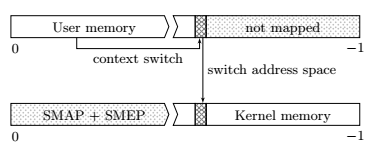 User memory not mapped
0 −1
context switch
switch address space
SMAP + SMEP Kernel memory
0 −1